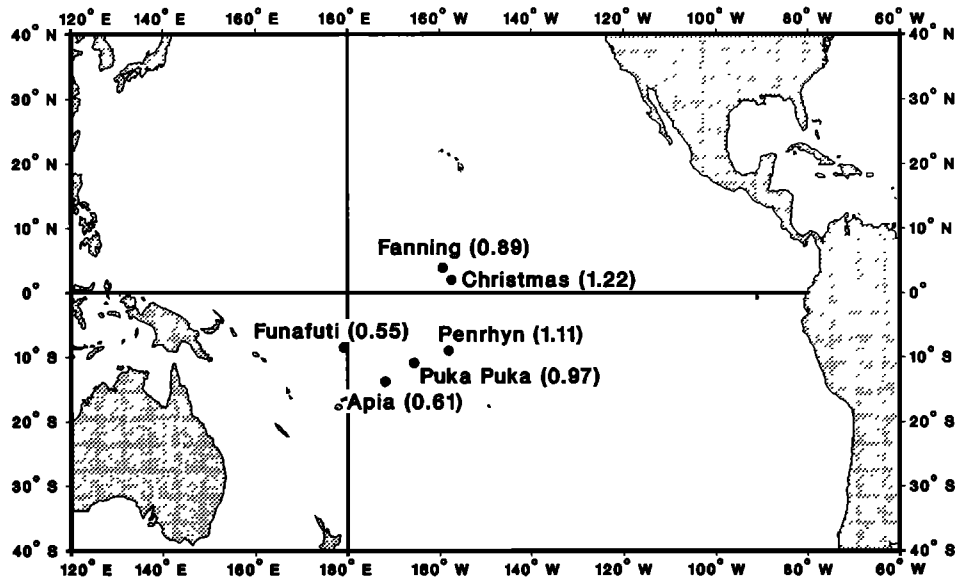 120° E 140° E 160° E 180° 160° W 140° W 120° W 100° W 80° W 60° W
40° N 40° N
30° N 30° N
20° N 20° N
10° N 10° N
Fanning (0.89)
Christmas (1.22)
0° 0°
Funafuti (0.55) Penrhyn (1.11)
10° S 10° S
Puka Puka (0.97)
Apia (0.61)
20° S 20° S
30° S 30° S
40° S 40° S
120° E 140° E 160° E 180° 160° W 140° W 120° W 100° W 80° W 60° W